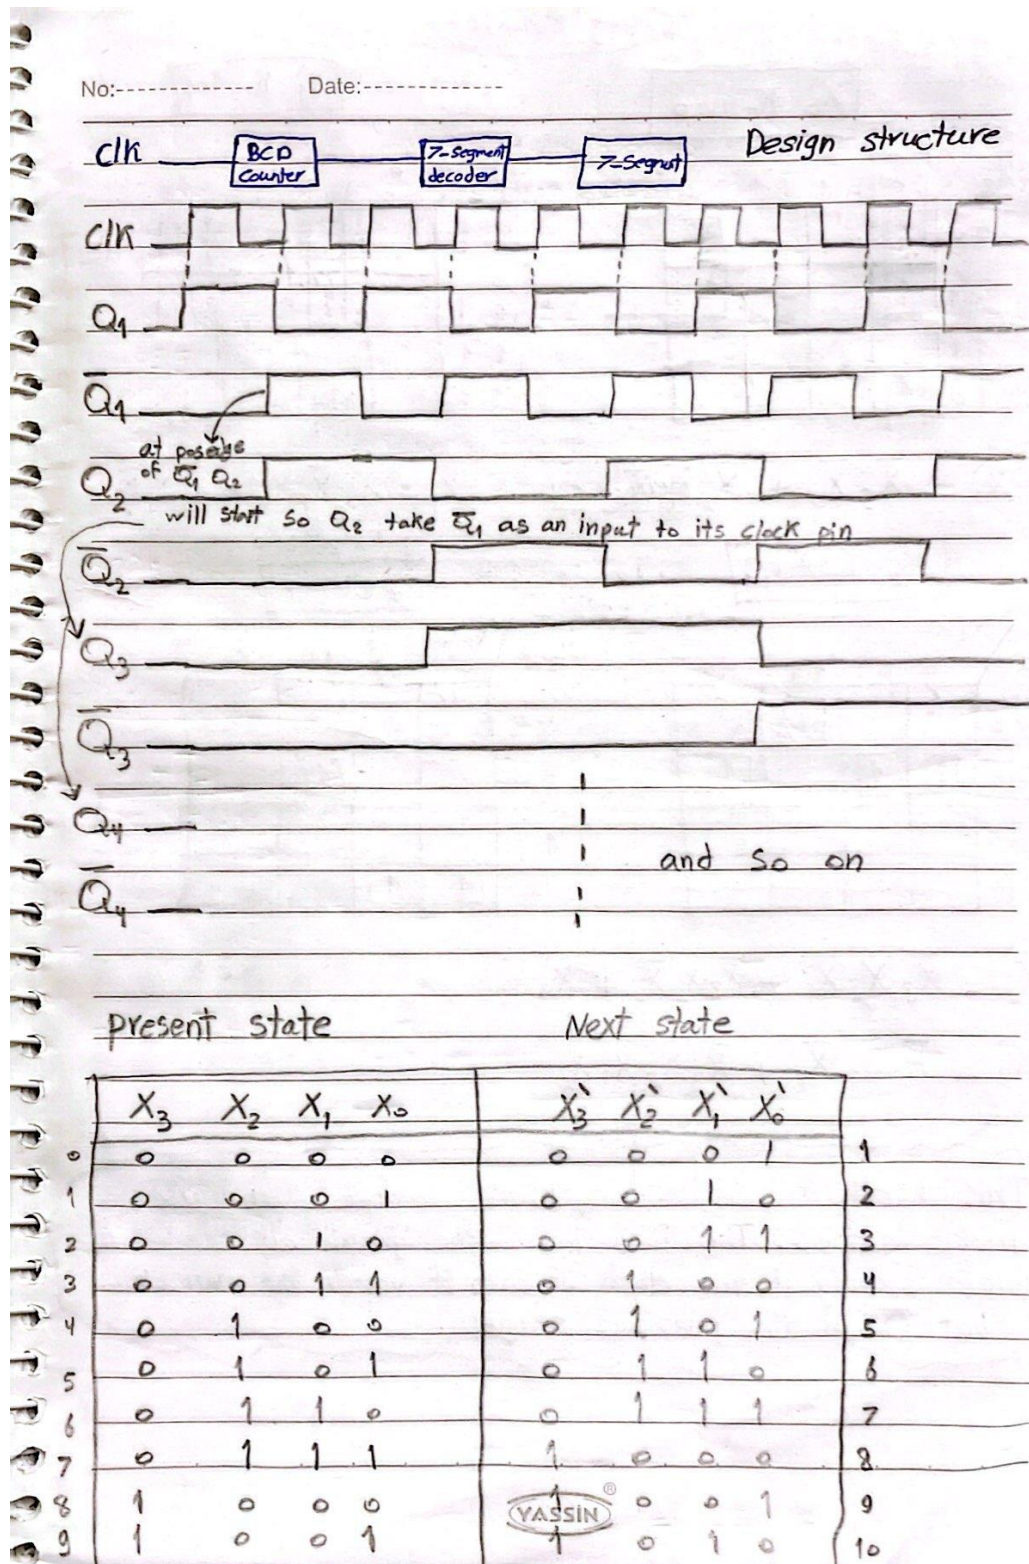 No:-------------- Date:--------------
Design structure
clk BCD counter 7-segment decoder 7-Segmut
clk
Q1
Q̅1
at posedge
of Q̅1 Q2
Q2
will start so Q2 take Q̅1 as an input to its clock pin
Q̅2
Q3
Q̅3
Q4
and so on
Q̅4
present state Next state
X3 X2 X1 X0 X3` X2` X1` X0`
0 0 0 0 0 0 0 0 1 1
1 0 0 0 1 0 0 1 0 2
2 0 0 1 0 0 0 1 1 3
3 0 0 1 1 0 1 0 0 4
4 0 1 0 0 0 1 0 1 5
5 0 1 0 1 0 1 1 0 6
6 0 1 1 0 0 1 1 1 7
7 0 1 1 1 1 0 0 0 8
8 1 0 0 0 1 0 0 1 9
YASSIN®
9 1 0 0 1 1 0 1 0 10